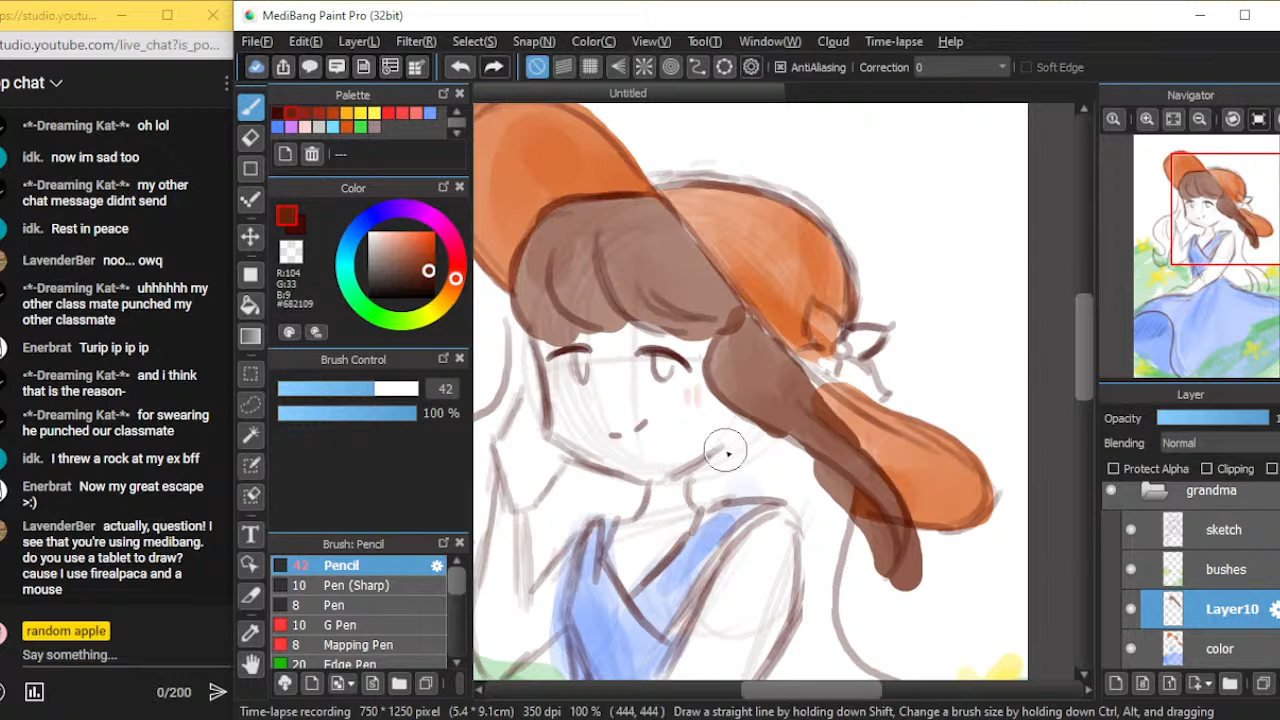 ps://studio.youtu...
tudio.youtube.com/live_chat?is_po...
op chat
-*-Dreaming Kat-*- oh lol
idk. now im sad too
-*-Dreaming Kat-*- my other
chat message didnt send
idk. Rest in peace
LavenderBer noo... owq
-*-Dreaming Kat-*- uhhhhhh my
other class mate punched my
other classmate
Enerbrat Turip ip ip ip
-*-Dreaming Kat-*- and i think
that is the reason-
-*-Dreaming Kat-*- for swearing
he punched our classmate
idk. I threw a rock at my ex bff
Enerbrat Now my great escape
>:)
LavenderBer actually, question! I
see that you're using medibang.
do you use a tablet to draw?
cause I use firealpaca and a
mouse
random apple
Say something...
0/200
MediBang Paint Pro (32bit)
File(F) Edit(E) Layer(L) Filter(R) Select(S) Snap(N) Color(C) View(V) Tool(T) Window(W) Cloud Time-lapse Help
AntiAliasing Correction 0 Soft Edge
Palette
---
Color
R:104
G:33
B:9
#682109
Brush Control
42
100 %
Brush: Pencil
42 Pencil
10 Pen (Sharp)
8 Pen
10 G Pen
8 Mapping Pen
20 Edge Pen
Untitled
Navigator
Layer
Opacity 1
Blending Normal
Protect Alpha Clipping
grandma
sketch
bushes
Layer10
color
Time-lapse recording 750 * 1250 pixel (5.4 * 9.1cm) 350 dpi 100 % ( 444, 444 ) Draw a straight line by holding down Shift, Change a brush size by holding down Ctrl, Alt, and dragging